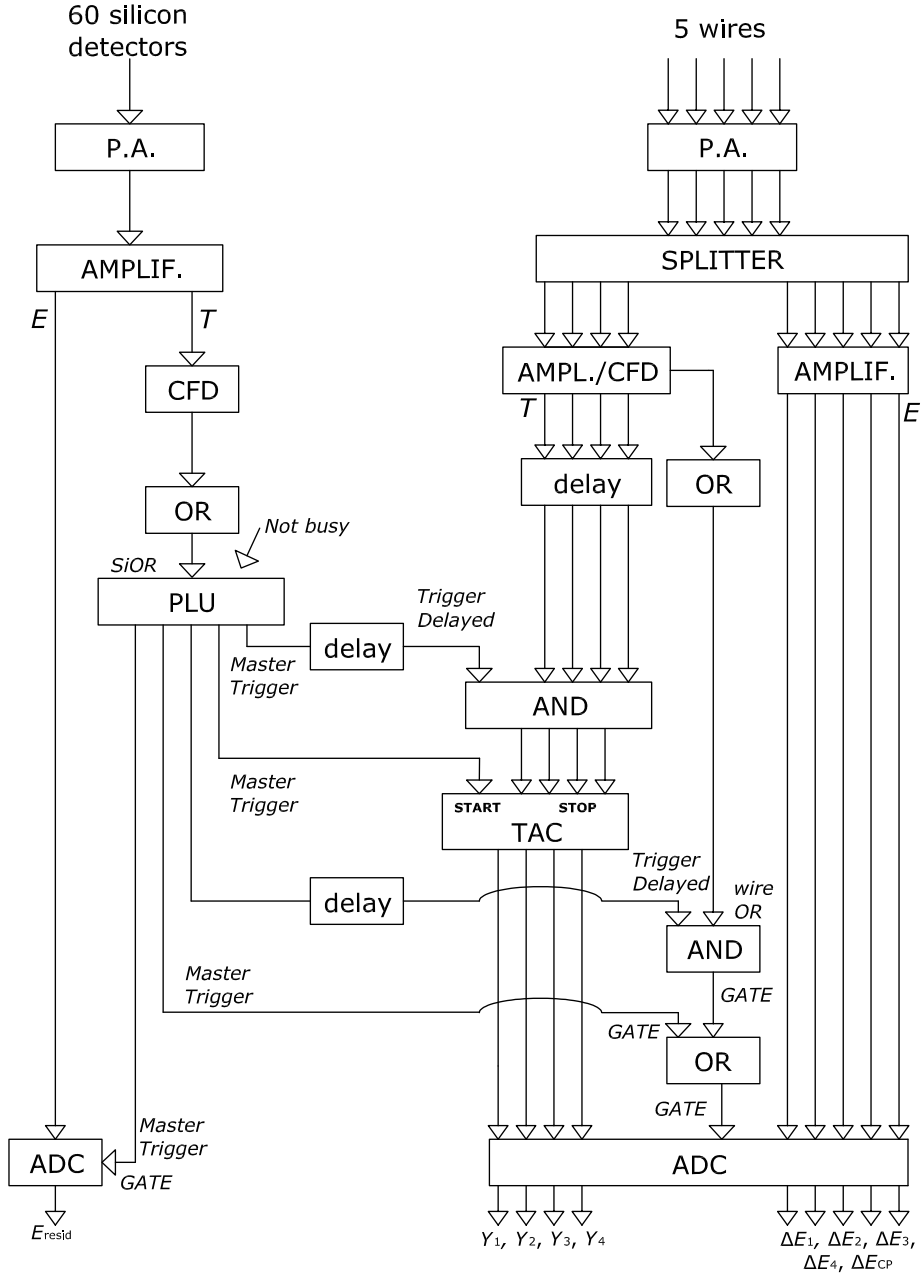 60 silicon
detectors
5 wires
P.A.
P.A.
AMPLIF.
SPLITTER
E
T
CFD
AMPL./CFD
AMPLIF.
T
E
OR
delay
OR
Not busy
SiOR
PLU
Trigger
Delayed
delay
Master
Trigger
AND
Master
Trigger
START
STOP
TAC
Trigger
Delayed
delay
wire
OR
AND
Master
Trigger
GATE
GATE
OR
GATE
Master
Trigger
ADC
GATE
ADC
Eresid
Y1, Y2, Y3, Y4
ΔE1, ΔE2, ΔE3,
ΔE4, ΔECP